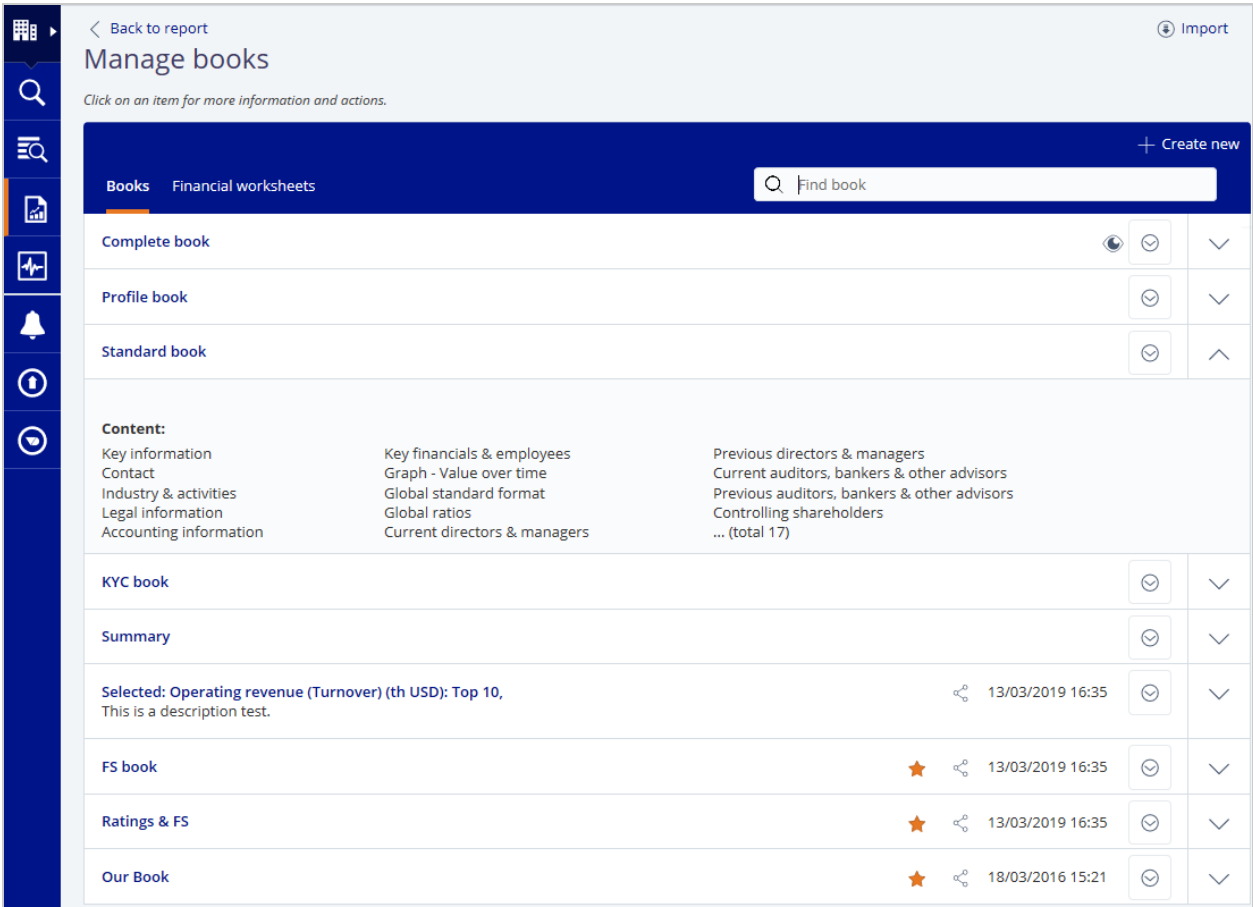 Back to report
Import
Manage books
Click on an item for more information and actions.
Create new
Books
Financial worksheets
Find book
Complete book
Profile book
Standard book
Content:
Key information
Contact
Industry & activities
Legal information
Accounting information
Key financials & employees
Graph - Value over time
Global standard format
Global ratios
Current directors & managers
Previous directors & managers
Current auditors, bankers & other advisors
Previous auditors, bankers & other advisors
Controlling shareholders
... (total 17)
KYC book
Summary
Selected: Operating revenue (Turnover) (th USD): Top 10,
13/03/2019 16:35
This is a description test.
FS book
13/03/2019 16:35
Ratings & FS
13/03/2019 16:35
Our Book
18/03/2016 15:21